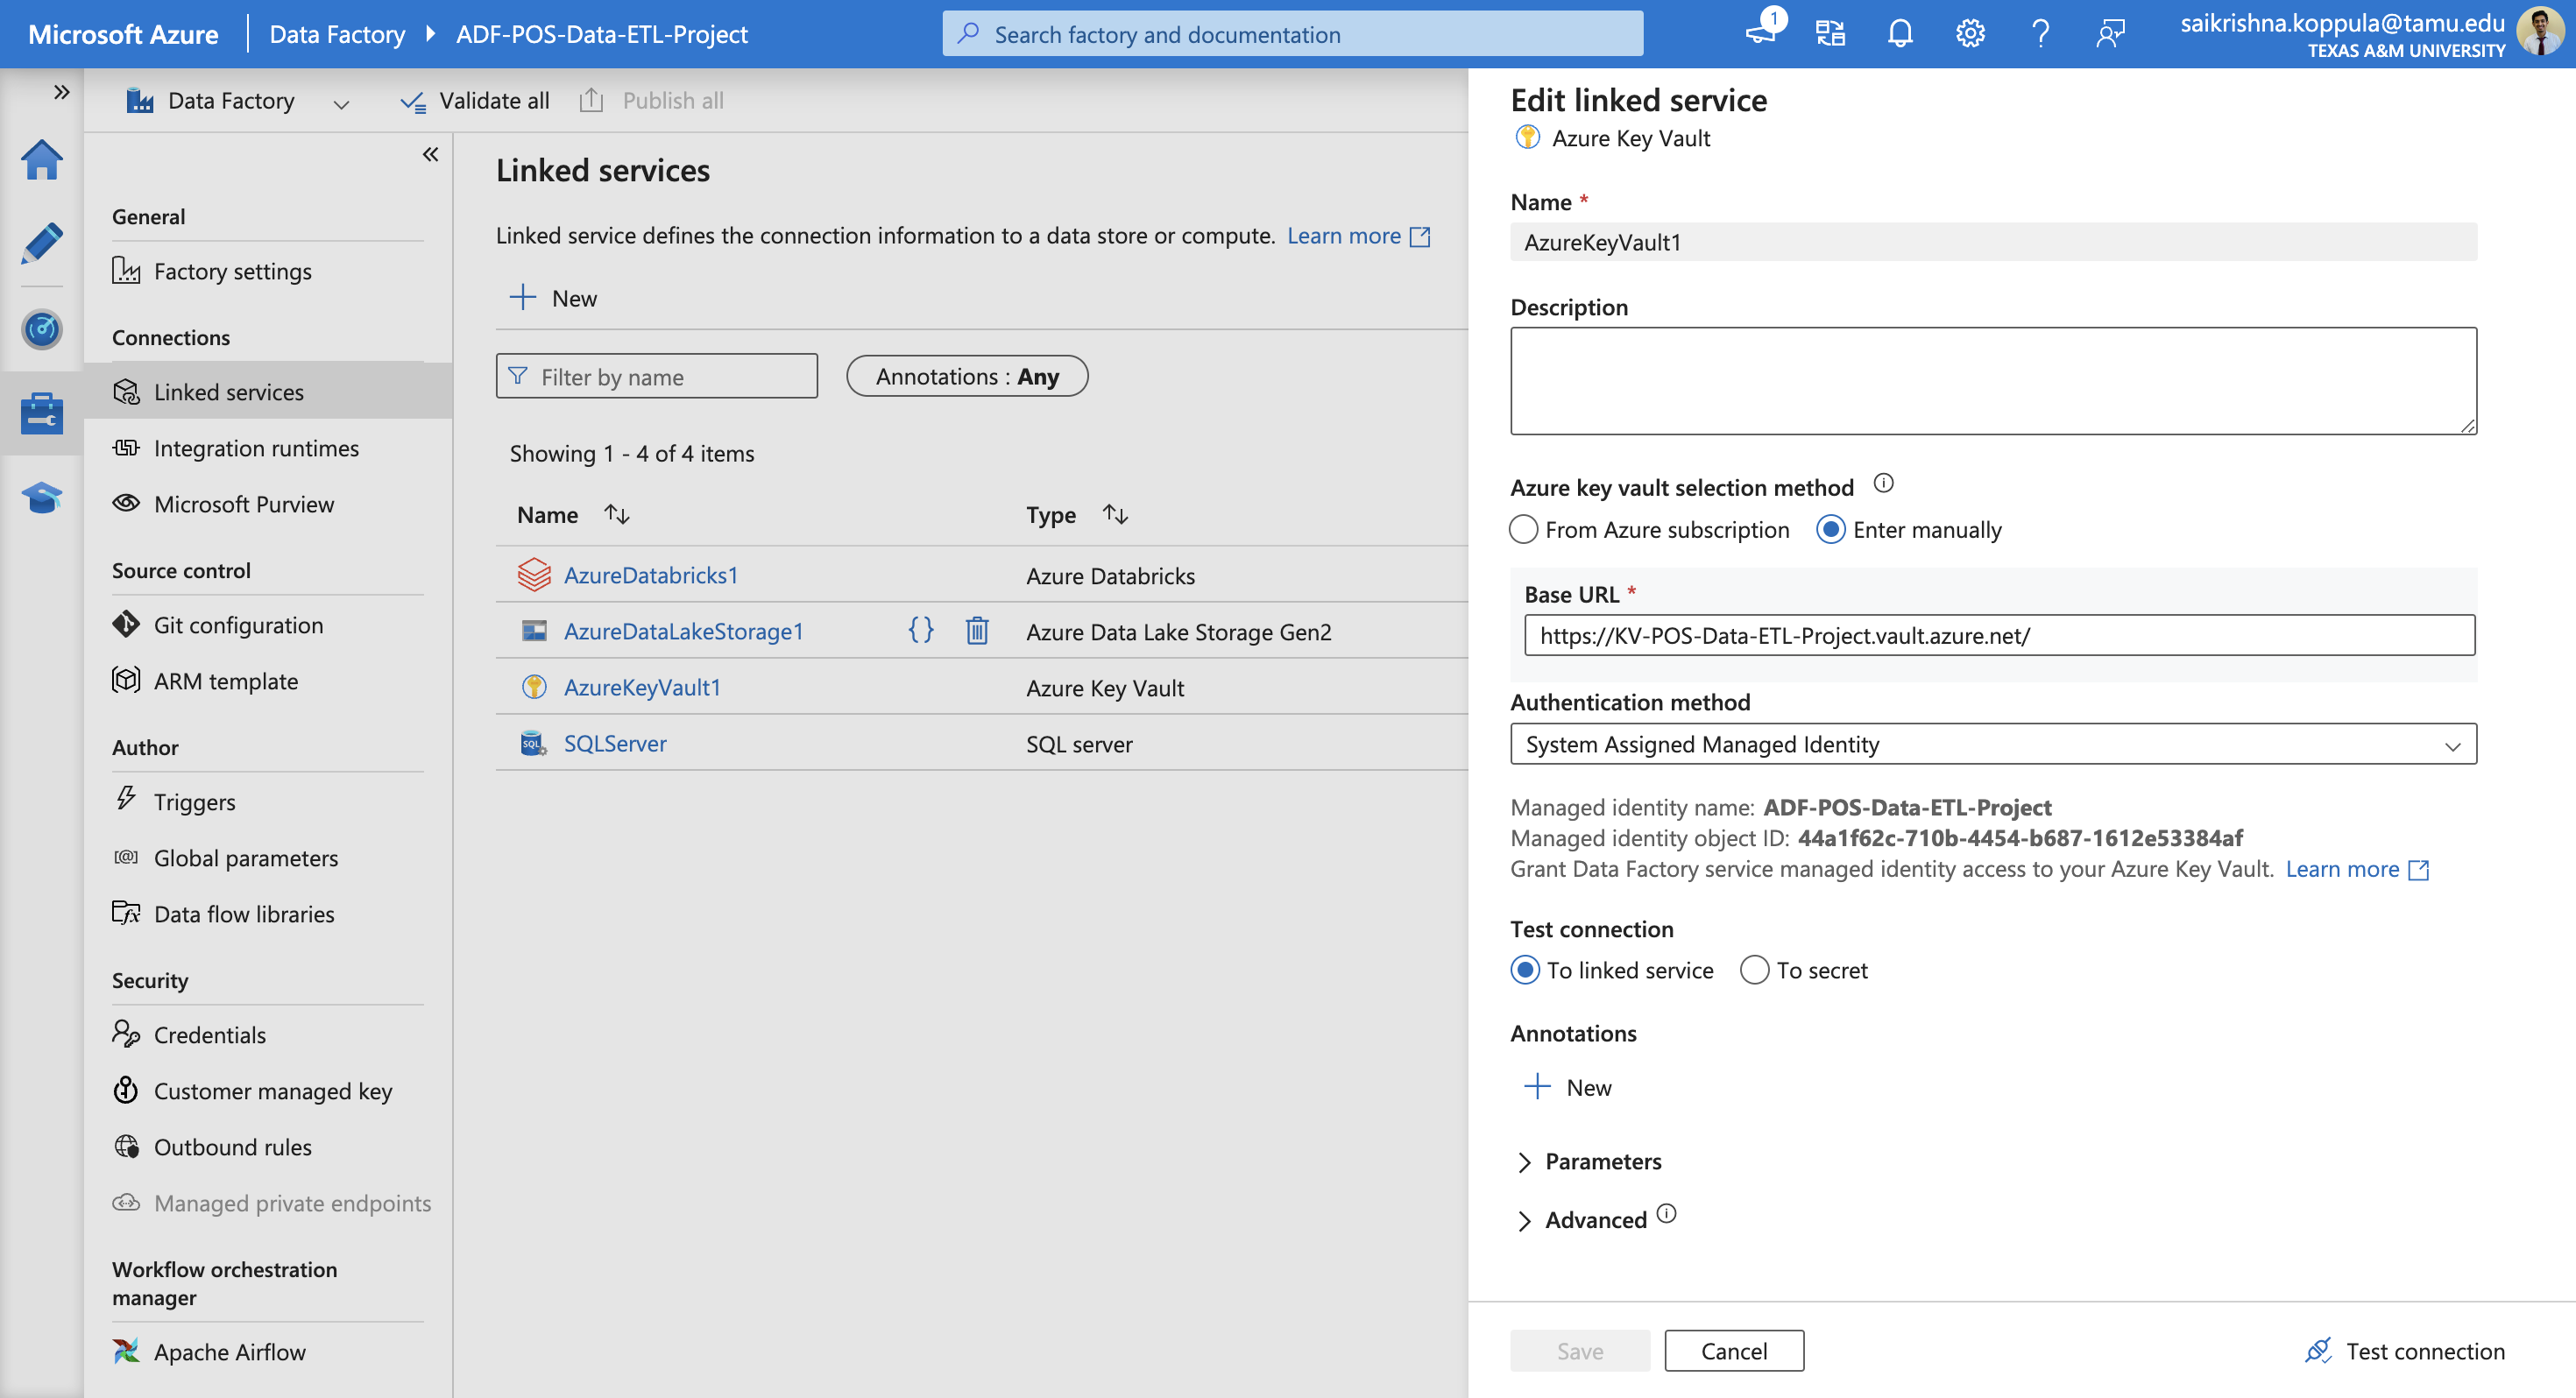 Microsoft Azure
Data Factory
ADF-POS-Data-ETL-Project
Search factory and documentation
1
saikrishna.koppula@tamu.edu
TEXAS A&M UNIVERSITY
Data Factory
Validate all
Publish all
General
Factory settings
Connections
Linked services
Integration runtimes
Microsoft Purview
Source control
Git configuration
ARM template
Author
Triggers
Global parameters
Data flow libraries
Security
Credentials
Customer managed key
Outbound rules
Managed private endpoints
Workflow orchestration
manager
Apache Airflow
Linked services
Linked service defines the connection information to a data store or compute. Learn more
New
Filter by name
Annotations : Any
Showing 1 - 4 of 4 items
Name Type
AzureDatabricks1 Azure Databricks
AzureDataLakeStorage1 {} Azure Data Lake Storage Gen2
AzureKeyVault1 Azure Key Vault
SQLServer SQL server
Edit linked service
Azure Key Vault
Name *
AzureKeyVault1
Description
Azure key vault selection method
From Azure subscription Enter manually
Base URL *
https://KV-POS-Data-ETL-Project.vault.azure.net/
Authentication method
System Assigned Managed Identity
Managed identity name: ADF-POS-Data-ETL-Project
Managed identity object ID: 44a1f62c-710b-4454-b687-1612e53384af
Grant Data Factory service managed identity access to your Azure Key Vault. Learn more
Test connection
To linked service To secret
Annotations
New
Parameters
Advanced
Save Cancel Test connection